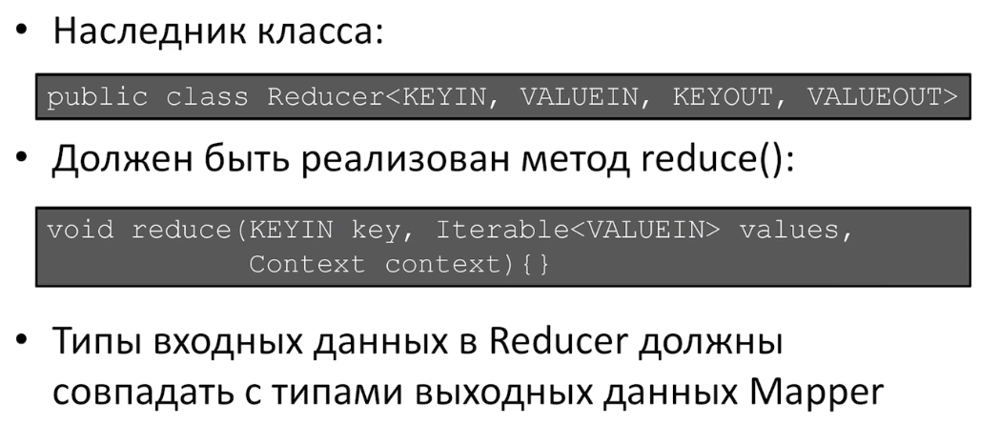 • Наследник класса:
public class Reducer<KEYIN, VALUEIN, KEYOUT, VALUEOUT>
• Должен быть реализован метод reduce():
void reduce(KEYIN key, Iterable<VALUEIN> values,
Context context){}
• Типы входных данных в Reducer должны
совпадать с типами выходных данных Mapper